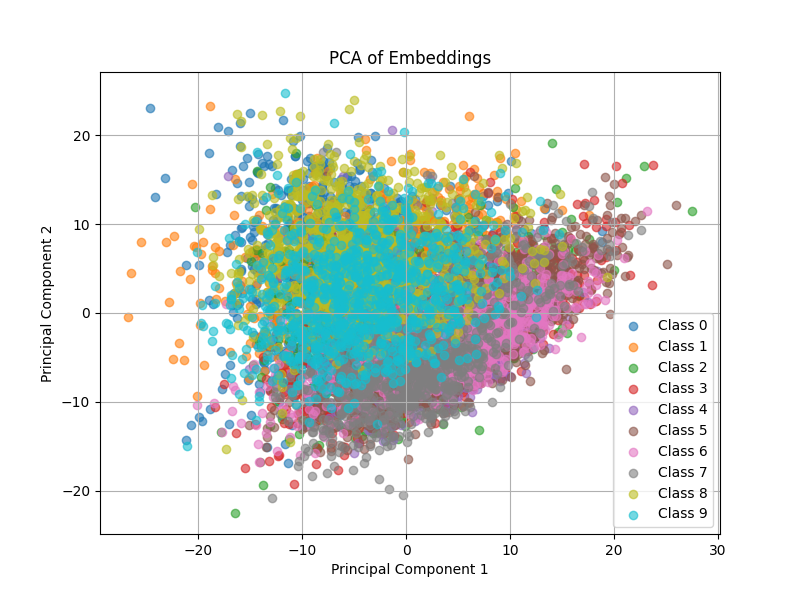 PCA of Embeddings
Principal Component 2
20
10
0
−10
−20
Class 0
Class 1
Class 2
Class 3
Class 4
Class 5
Class 6
Class 7
Class 8
Class 9
−20 −10 0 10 20 30
Principal Component 1